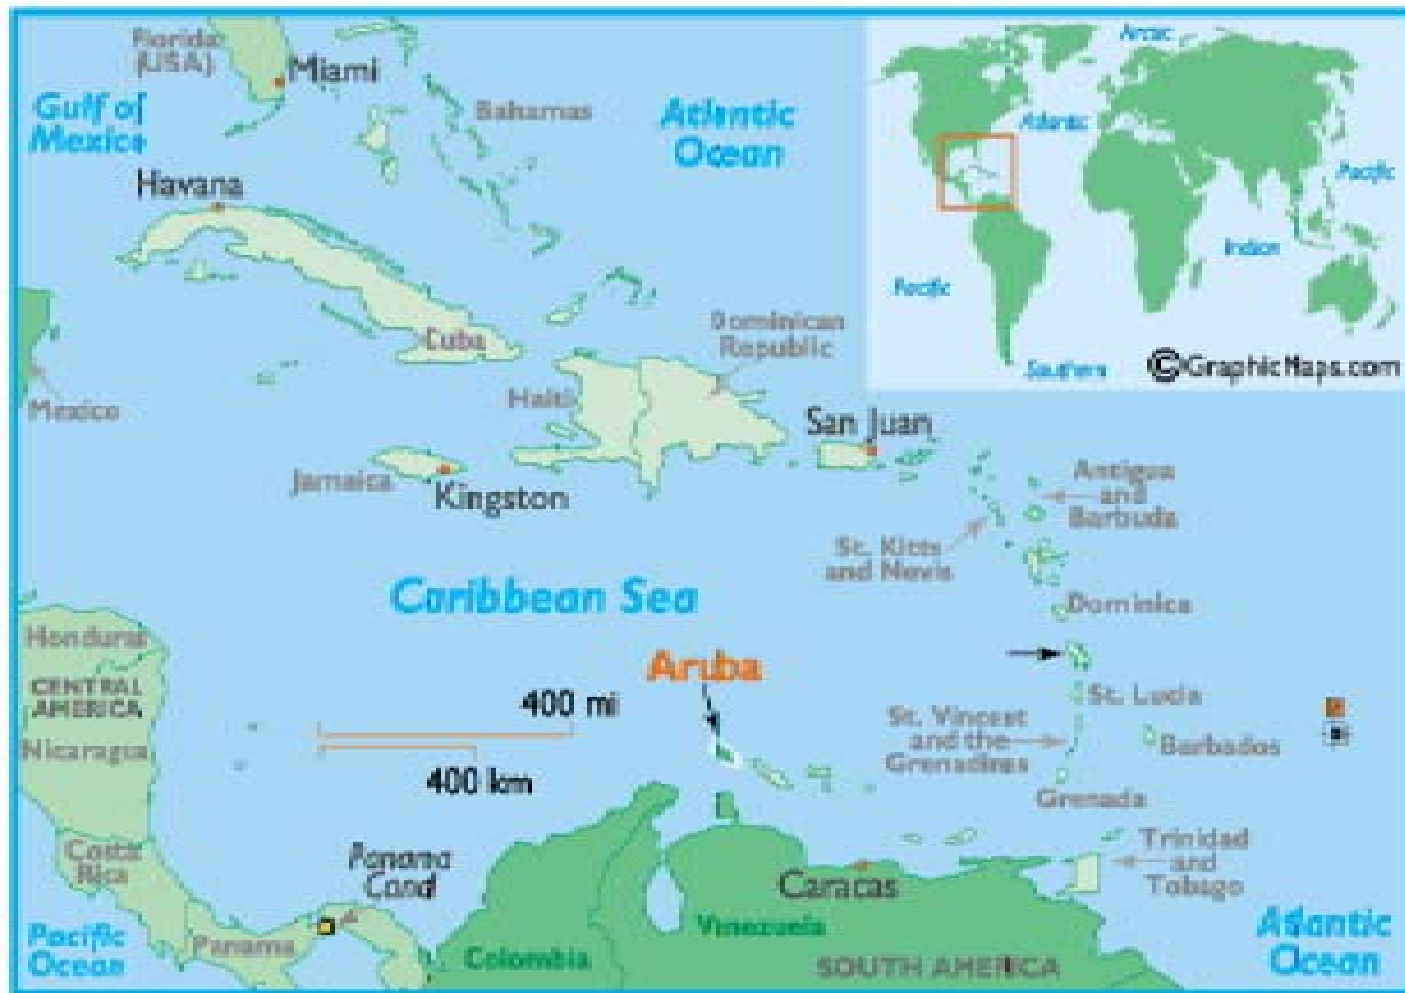 Florida
(USA)
Miami
Gulf of
Mexico
Bahamas
Atlantic
Ocean
Havana
Cuba
Mexico
Dominican
Republic
Haiti
San Juan
Jamaica
Kingston
Antigua
and
Barbuda
St. Kitts
and Nevis
Caribbean Sea
Dominica
Honduras
CENTRAL
AMERICA
Nicaragua
Aruba
400 mi
400 km
St. Lucia
St. Vincent
and the
Grenadines
Barbados
Grenada
Costa
Rica
Panama
Canal
Trinidad
and
Tobago
Caracas
Venezuela
Pacific
Ocean
Panama
Colombia
SOUTH AMERICA
Atlantic
Ocean
Arctic
Atlantic
Pacific
Indian
Pacific
Southern
©GraphicMaps.com